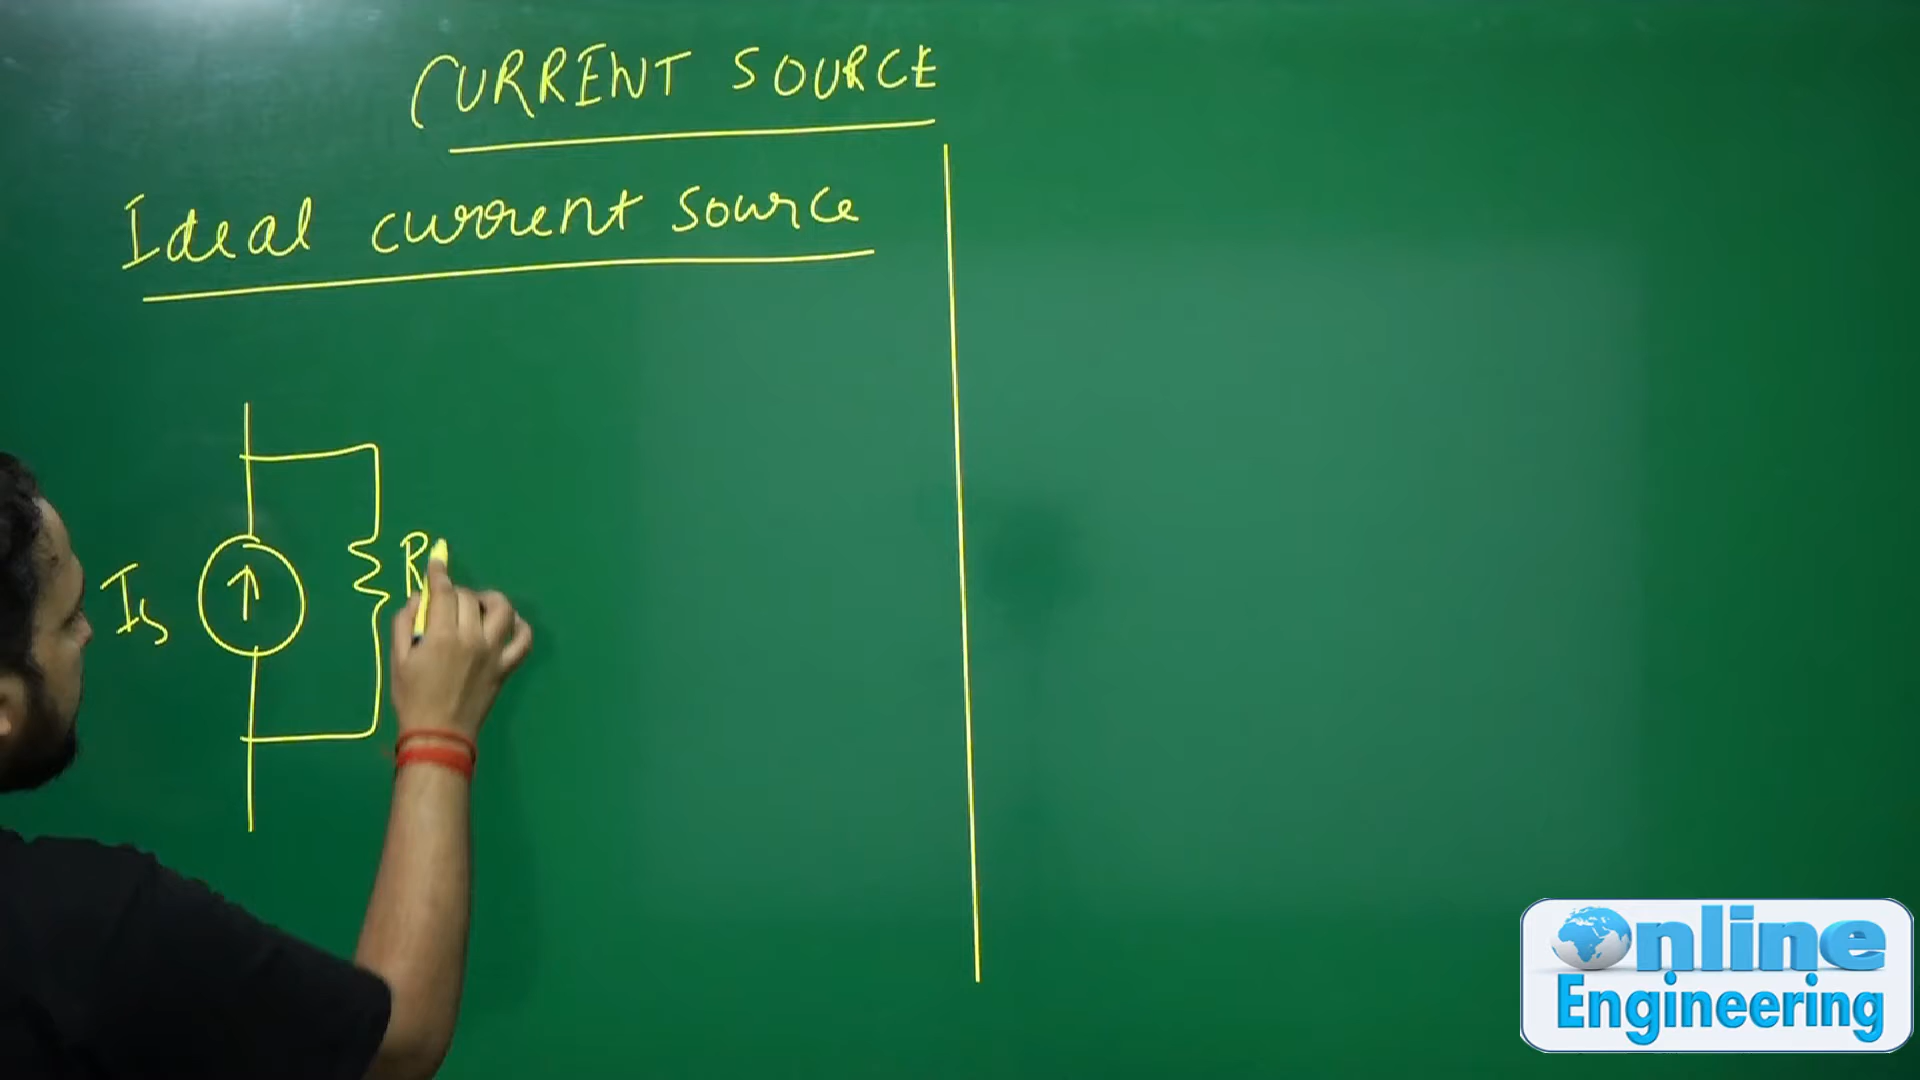 CURRENT SOURCE
Ideal current source
Is
R
Online
Engineering